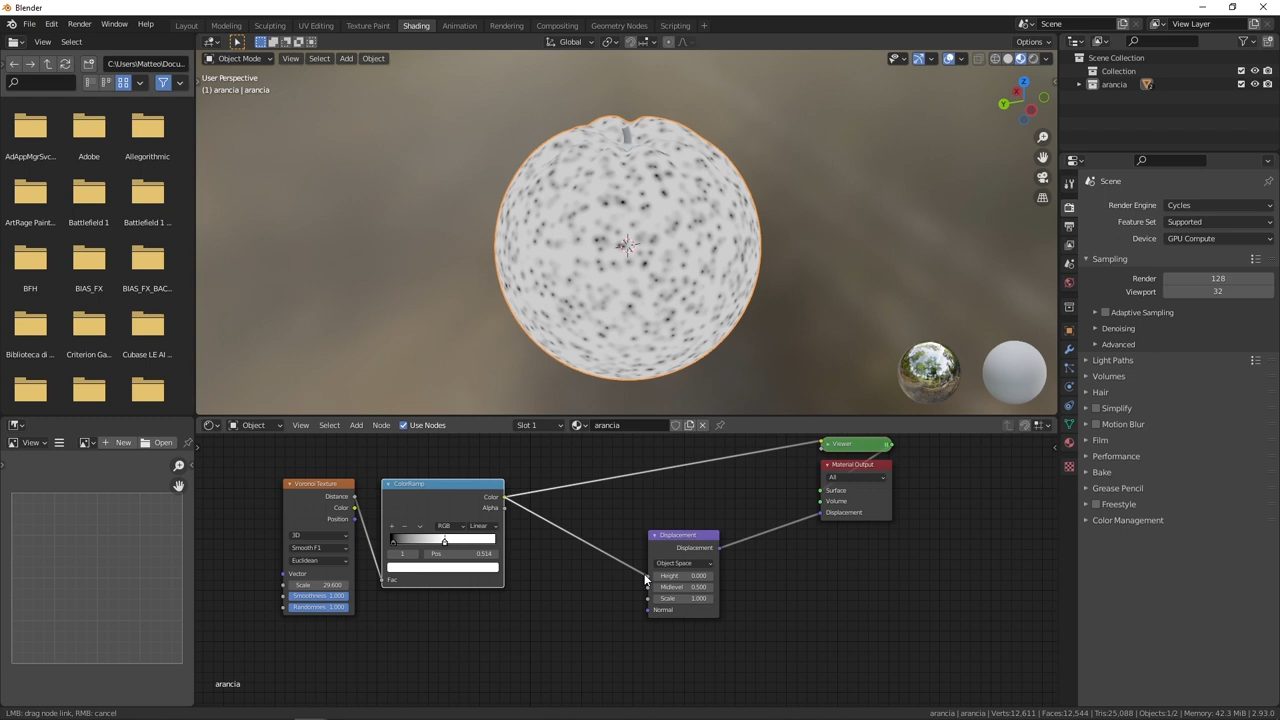 Blender
File Edit Render Window Help Layout Modeling Sculpting UV Editing Texture Paint Shading Animation Rendering Compositing Geometry Nodes Scripting + Scene View Layer
View Select Global Options
C:\Users\Matteo\Docu... Object Mode View Select Add Object
User Perspective
(1) arancia | arancia
Scene Collection
Collection
arancia
AdAppMgrSvc... Adobe Allegorithmic
ArtRage Paint... Battlefield 1 Battlefield 1 ...
BFH BIAS_FX BIAS_FX_BAC...
Biblioteca di ... Criterion Ga... Cubase LE AI ...
Z
Y
X
Scene
Render Engine Cycles
Feature Set Supported
Device GPU Compute
Sampling
Render 128
Viewport 32
Adaptive Sampling
Denoising
Advanced
Light Paths
Volumes
Hair
Simplify
Motion Blur
Film
Performance
Bake
Grease Pencil
Freestyle
Color Management
Object View Select Add Node Use Nodes Slot 1 arancia
View New Open
Voronoi Texture
Distance
Color
Position
3D
Smooth F1
Euclidean
Vector
Scale 29.600
Smoothness 1.000
Randomness 1.000
ColorRamp
Color
Alpha
+ − RGB Linear
1 Pos 0.514
Fac
Displacement
Displacement
Object Space
Height 0.000
Midlevel 0.500
Scale 1.000
Normal
Viewer
Material Output
All
Surface
Volume
Displacement
arancia
LMB: drag node link, RMB: cancel
arancia | arancia | Verts:12,611 | Faces:12,544 | Tris:25,088 | Objects:1/2 | Memory: 42.3 MiB | 2.93.0